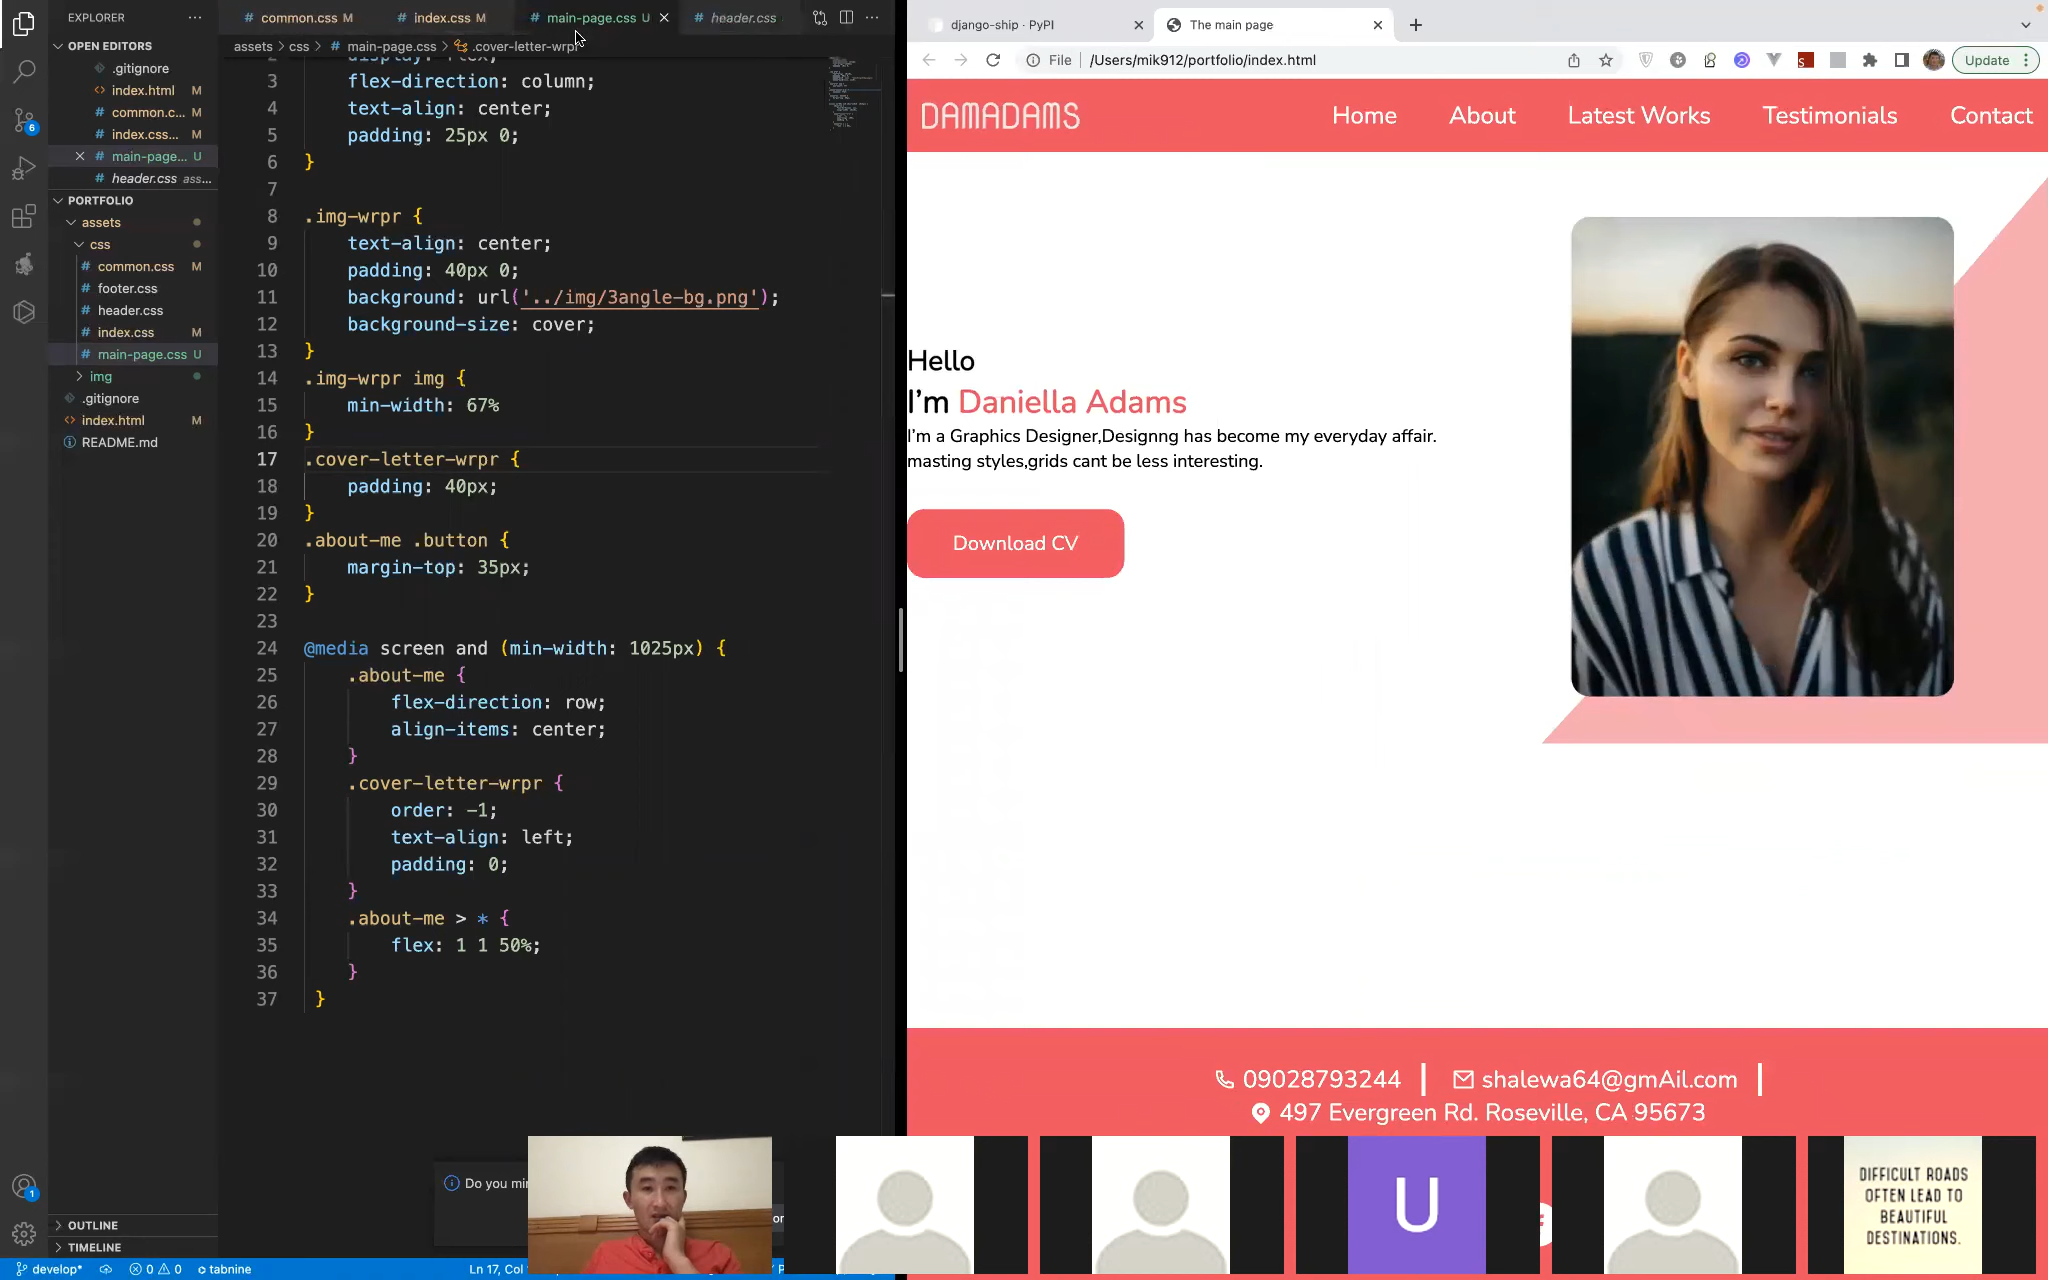 EXPLORER
OPEN EDITORS
.gitignore
index.html M
common.c... M
index.css... M
main-page... U
header.css ass...
PORTFOLIO
assets
css
common.css M
footer.css
header.css
index.css M
main-page.css U
img
.gitignore
index.html M
README.md
OUTLINE
TIMELINE
6
1
develop*
0 0
tabnine
common.css M
index.css M
main-page.css U
header.css
assets > css > # main-page.css > .cover-letter-wrpr
2 display: flex;
3 flex-direction: column;
4 text-align: center;
5 padding: 25px 0;
6 }
7
8 .img-wrpr {
9 text-align: center;
10 padding: 40px 0;
11 background: url('../img/3angle-bg.png');
12 background-size: cover;
13 }
14 .img-wrpr img {
15 min-width: 67%
16 }
17 .cover-letter-wrpr {
18 padding: 40px;
19 }
20 .about-me .button {
21 margin-top: 35px;
22 }
23
24 @media screen and (min-width: 1025px) {
25 .about-me {
26 flex-direction: row;
27 align-items: center;
28 }
29 .cover-letter-wrpr {
30 order: -1;
31 text-align: left;
32 padding: 0;
33 }
34 .about-me > * {
35 flex: 1 1 50%;
36 }
37 }
Do you mi
Ln 17, Col
django-ship · PyPI
The main page
File
/Users/mik912/portfolio/index.html
Update
DAMADAMS
Home
About
Latest Works
Testimonials
Contact
Hello
I'm Daniella Adams
I'm a Graphics Designer,Designng has become my everyday affair.
masting styles,grids cant be less interesting.
Download CV
09028793244
shalewa64@gmAil.com
497 Evergreen Rd. Roseville, CA 95673
U
DIFFICULT ROADS
OFTEN LEAD TO
BEAUTIFUL
DESTINATIONS.